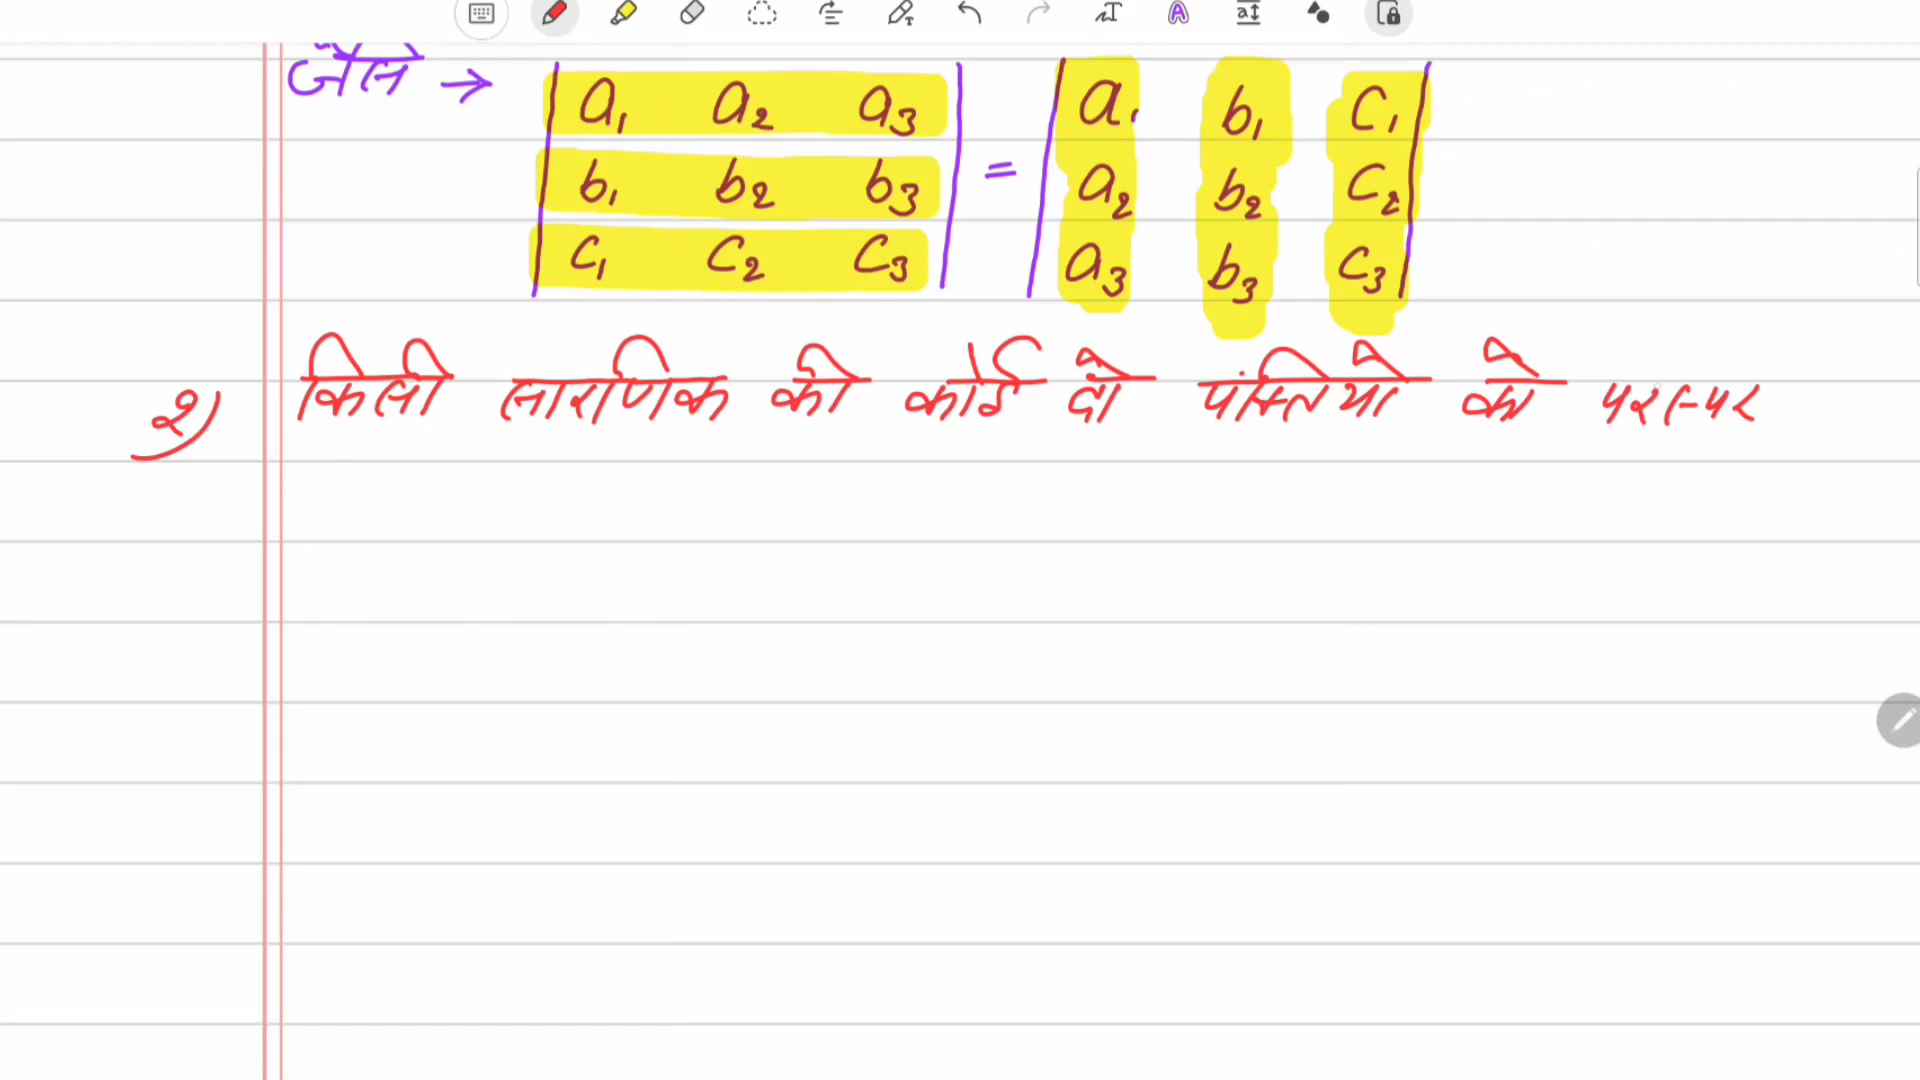 जैसे →
| a₁ a₂ a₃ | = | a₁ b₁ c₁ |
| b₁ b₂ b₃ | | a₂ b₂ c₂ |
| c₁ c₂ c₃ | | a₃ b₃ c₃ |
२) किसी सारणिक की कोई दो पंक्तियो को परस्पर